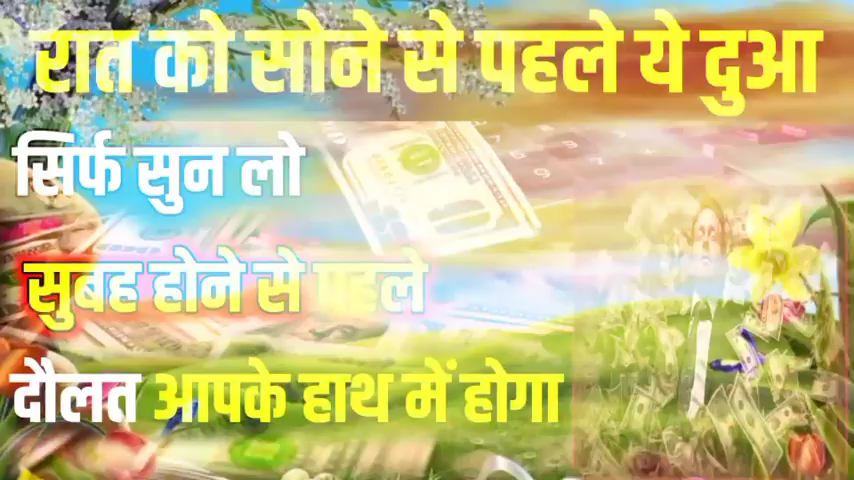 रात को सोने से पहले ये दुआ
सिर्फ सुन लो
सुबह होने से पहले
दौलत आपके हाथ में होगा